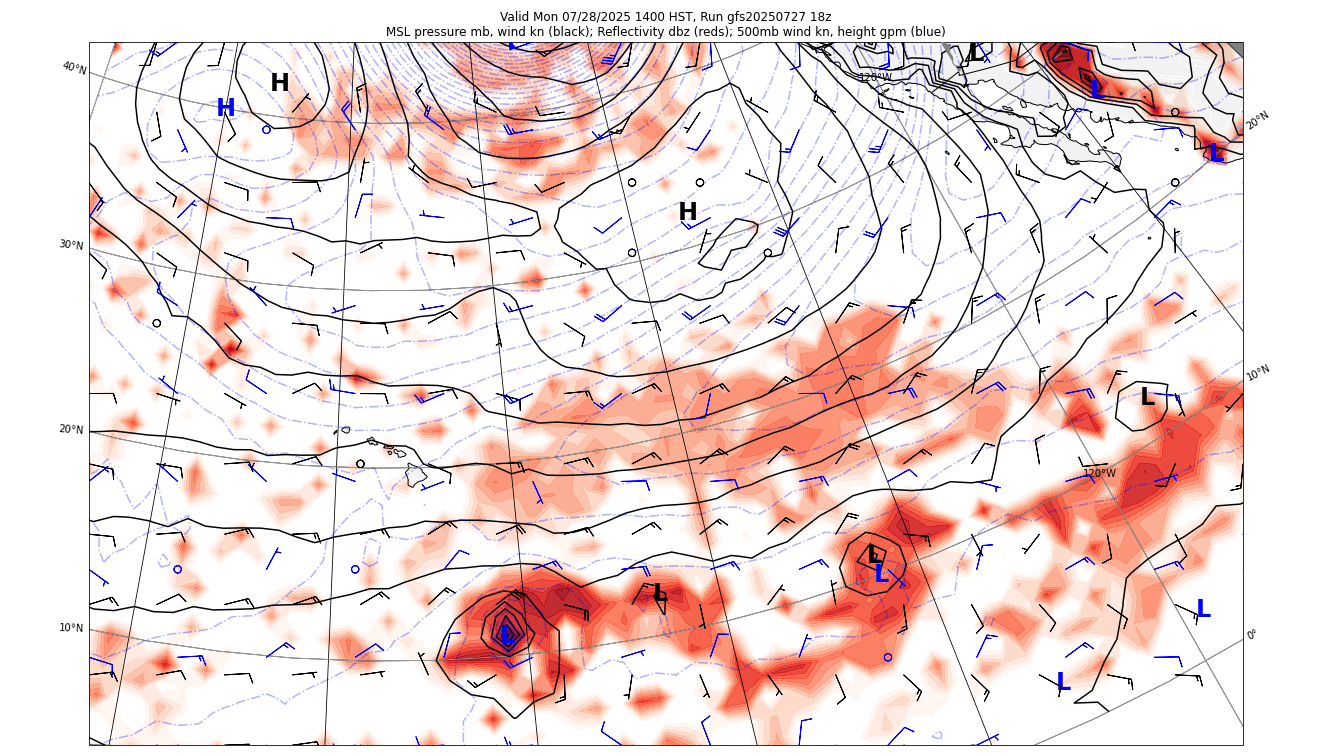 Valid Mon 07/28/2025 1400 HST, Run gfs20250727 18z
MSL pressure mb, wind kn (black); Reflectivity dbz (reds); 500mb wind kn, height gpm (blue)
L
L
40°N
H
120°W
L
H
20°N
L
H
30°N
10°N
L
20°N
120°W
L
L
L
L
10°N
L
0°
L